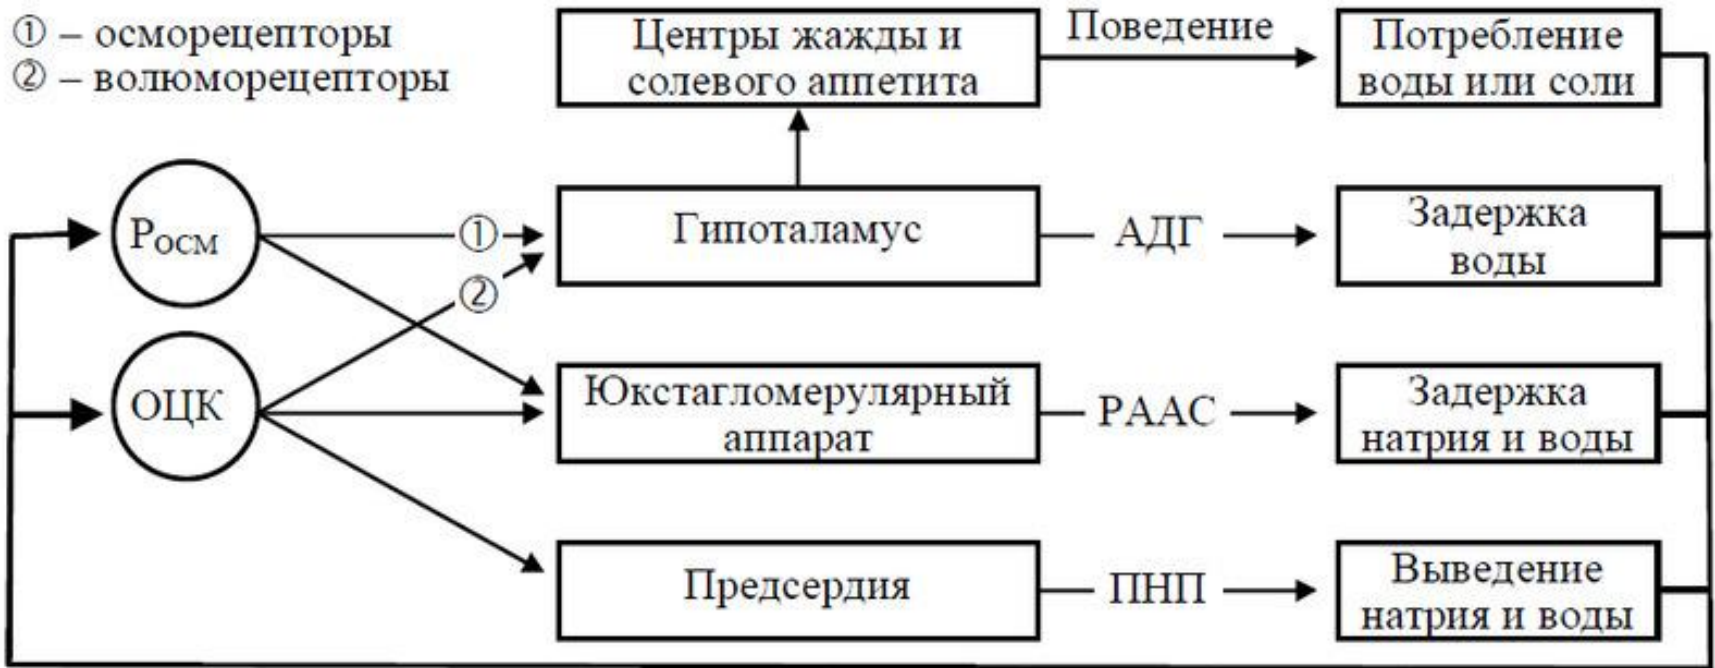 ① – осморецепторы
② – волюморецепторы
Центры жажды и
солевого аппетита
Поведение
Потребление
воды или соли
Росм
①
Гипоталамус
АДГ
Задержка
воды
②
ОЦК
Юкстагломерулярный
аппарат
РААС
Задержка
натрия и воды
Предсердия
ПНП
Выведение
натрия и воды